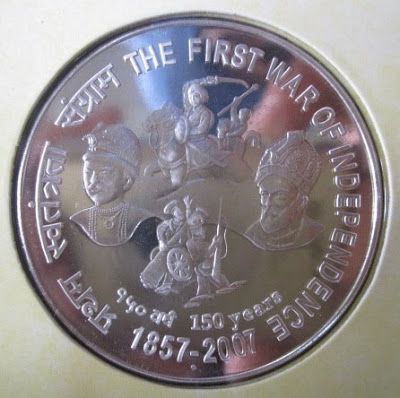 प्रथम स्वतंत्रता संग्राम
THE FIRST WAR OF INDEPENDENCE
१५० वर्ष 150 years
1857-2007